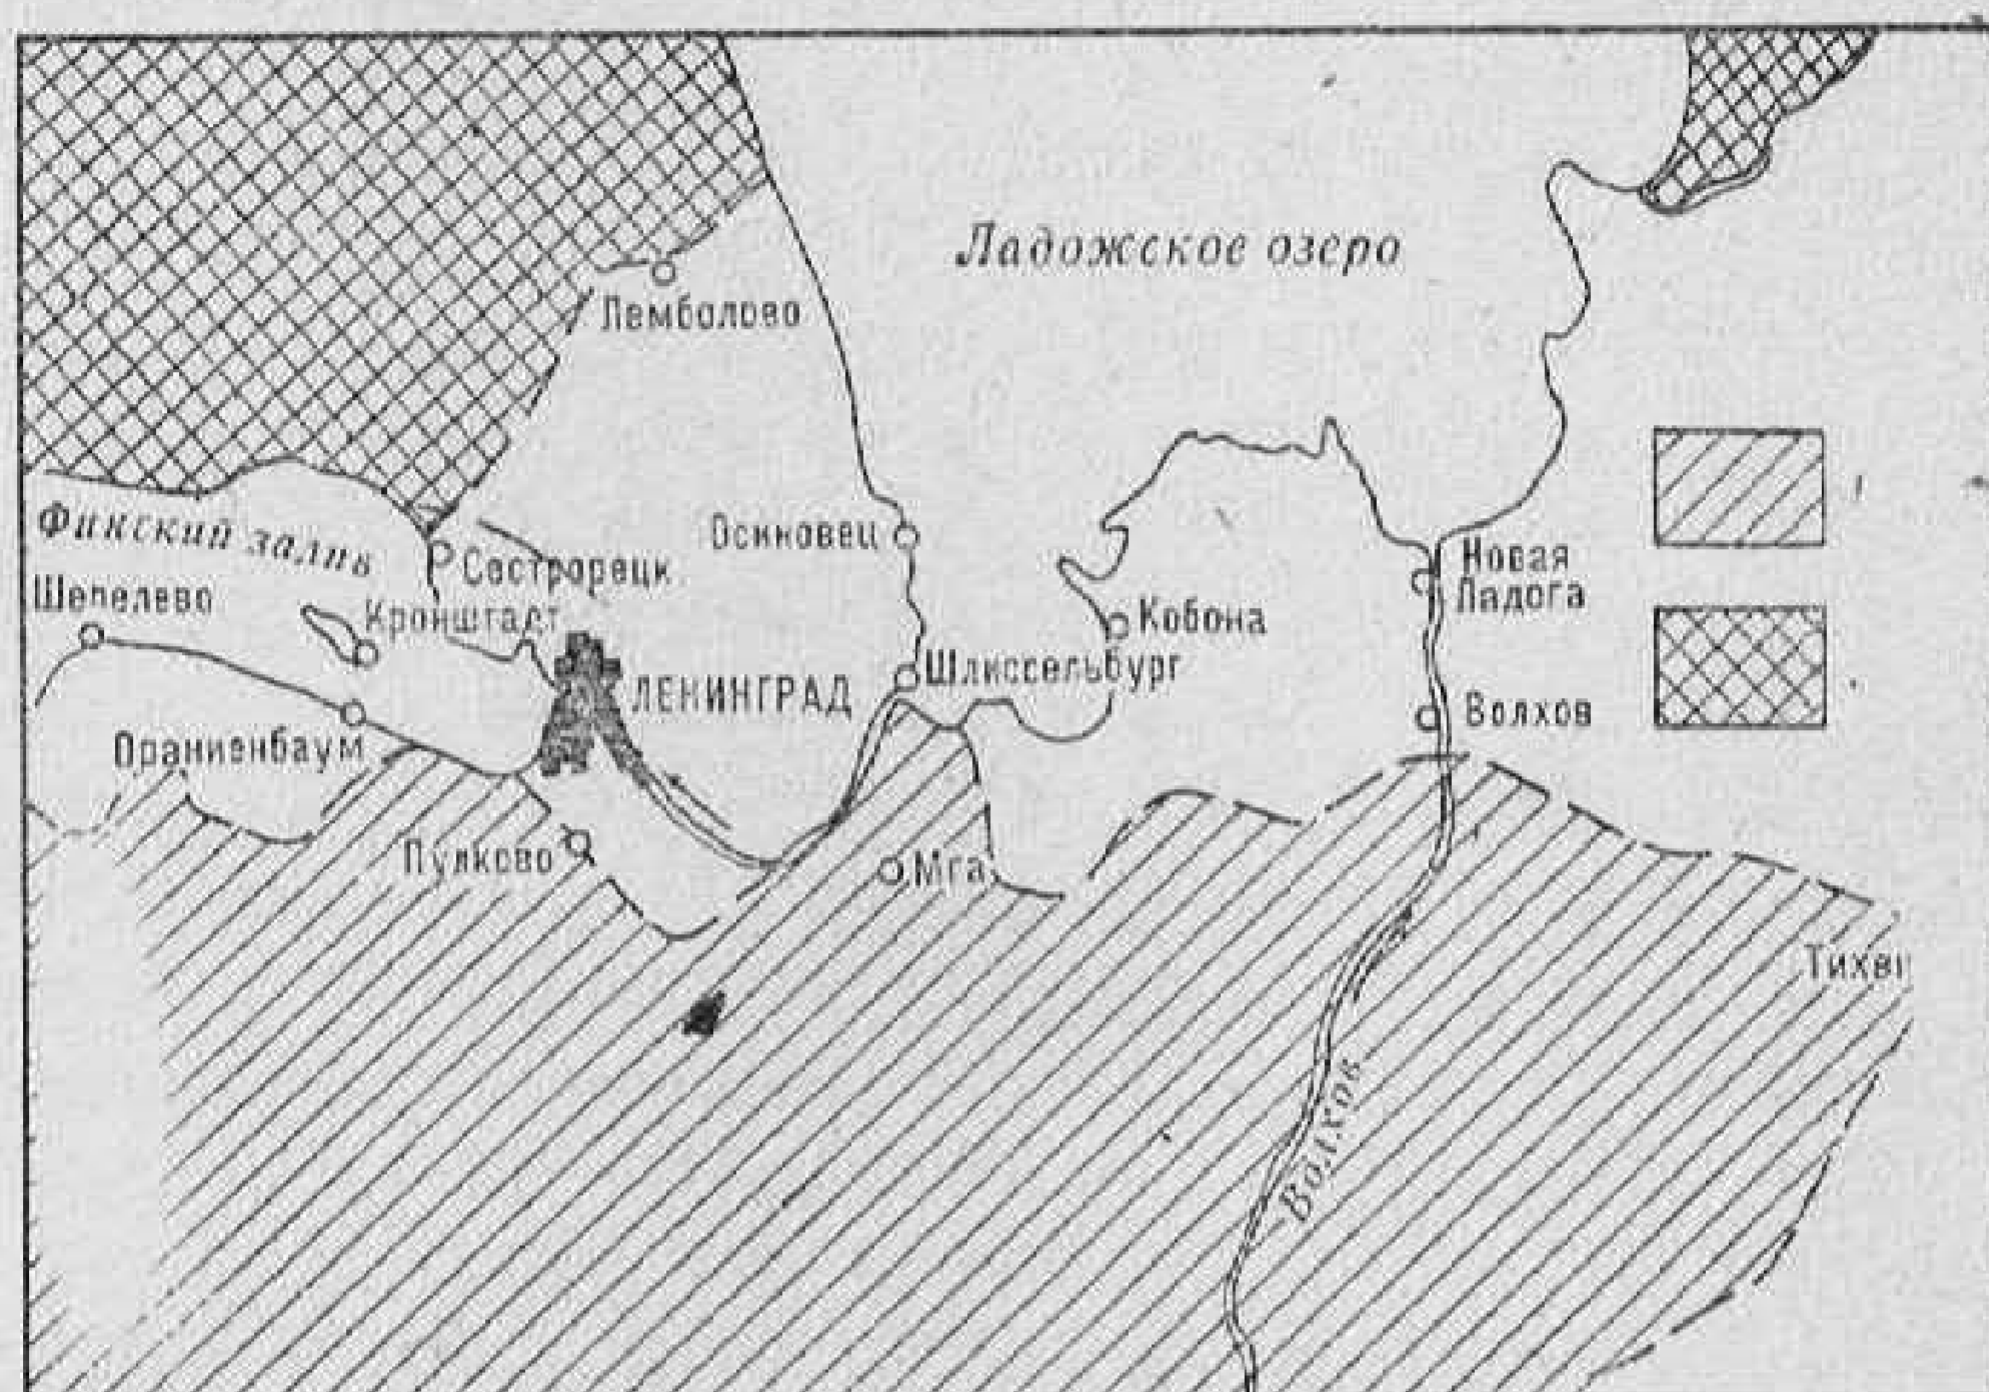 Ладожское озеро
Лемболово
Финский залив
Осиновец
Сестрорецк
Новая
Ладога
Шепелево
Кронштадт
Кобона
Шлиссельбург
ЛЕНИНГРАД
Волхов
Ораниенбаум
Пулково
Мга
Тихв
Волхов